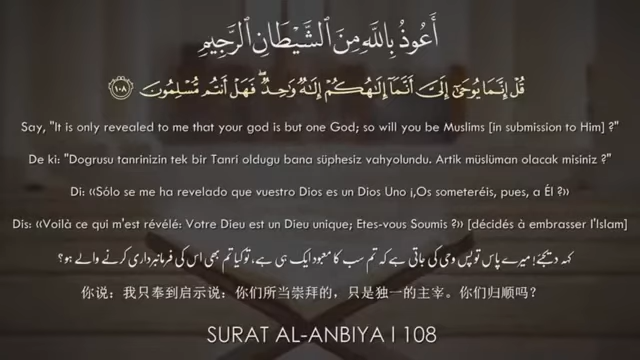 أَعُوذُ بِاللَّهِ مِنَ الشَّيْطَانِ الرَّجِيمِ
قُلْ إِنَّمَا يُوحَىٰ إِلَيَّ أَنَّمَا إِلَٰهُكُمْ إِلَٰهٌ وَاحِدٌ ۖ فَهَلْ أَنتُم مُّسْلِمُونَ ١٠٨
Say, "It is only revealed to me that your god is but one God; so will you be Muslims [in submission to Him] ?"
De ki: "Dogrusu tanrinizin tek bir Tanri oldugu bana süphesiz vahyolundu. Artik müslüman olacak misiniz ?"
Di: «Sólo se me ha revelado que vuestro Dios es un Dios Uno ¡,Os someteréis, pues, a Él ?»
Dis: «Voilà ce qui m'est révélé: Votre Dieu est un Dieu unique; Etes-vous Soumis ?» [décidés à embrasser l'Islam]
کہہ دیجئے! میرے پاس تو پس وحی کی جاتی ہے کہ تم سب کا معبود ایک ہی ہے، تو کیا تم بھی اس کی فرمانبرداری کرنے والے ہو؟
你说：我只奉到启示说：你们所当崇拜的，只是独一的主宰。你们归顺吗？
SURAT AL-ANBIYA I 108